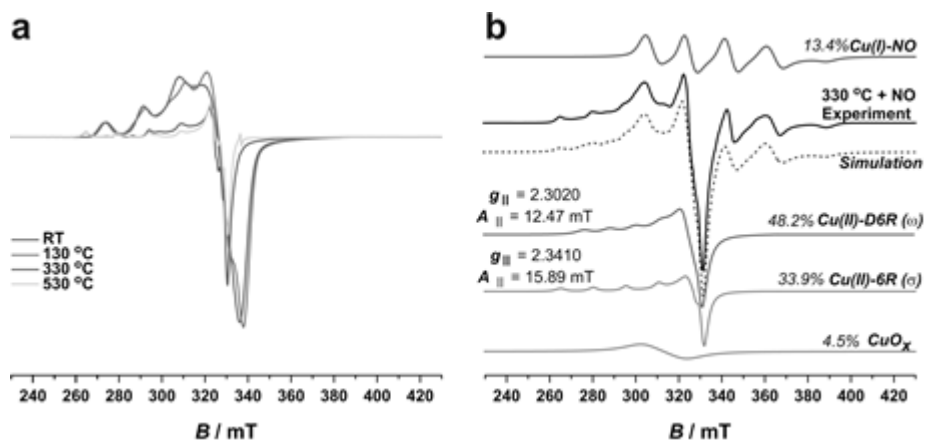 a
RT
130 °C
330 °C
530 °C
240 260 280 300 320 340 360 380 400 420
B / mT
b
13.4%Cu(I)-NO
330 °C + NO
Experiment
Simulation
g|| = 2.3020
A || = 12.47 mT
48.2% Cu(II)-D6R (ω)
g|| = 2.3410
A || = 15.89 mT
33.9% Cu(II)-6R (σ)
4.5% CuOx
240 260 280 300 320 340 360 380 400 420
B / mT